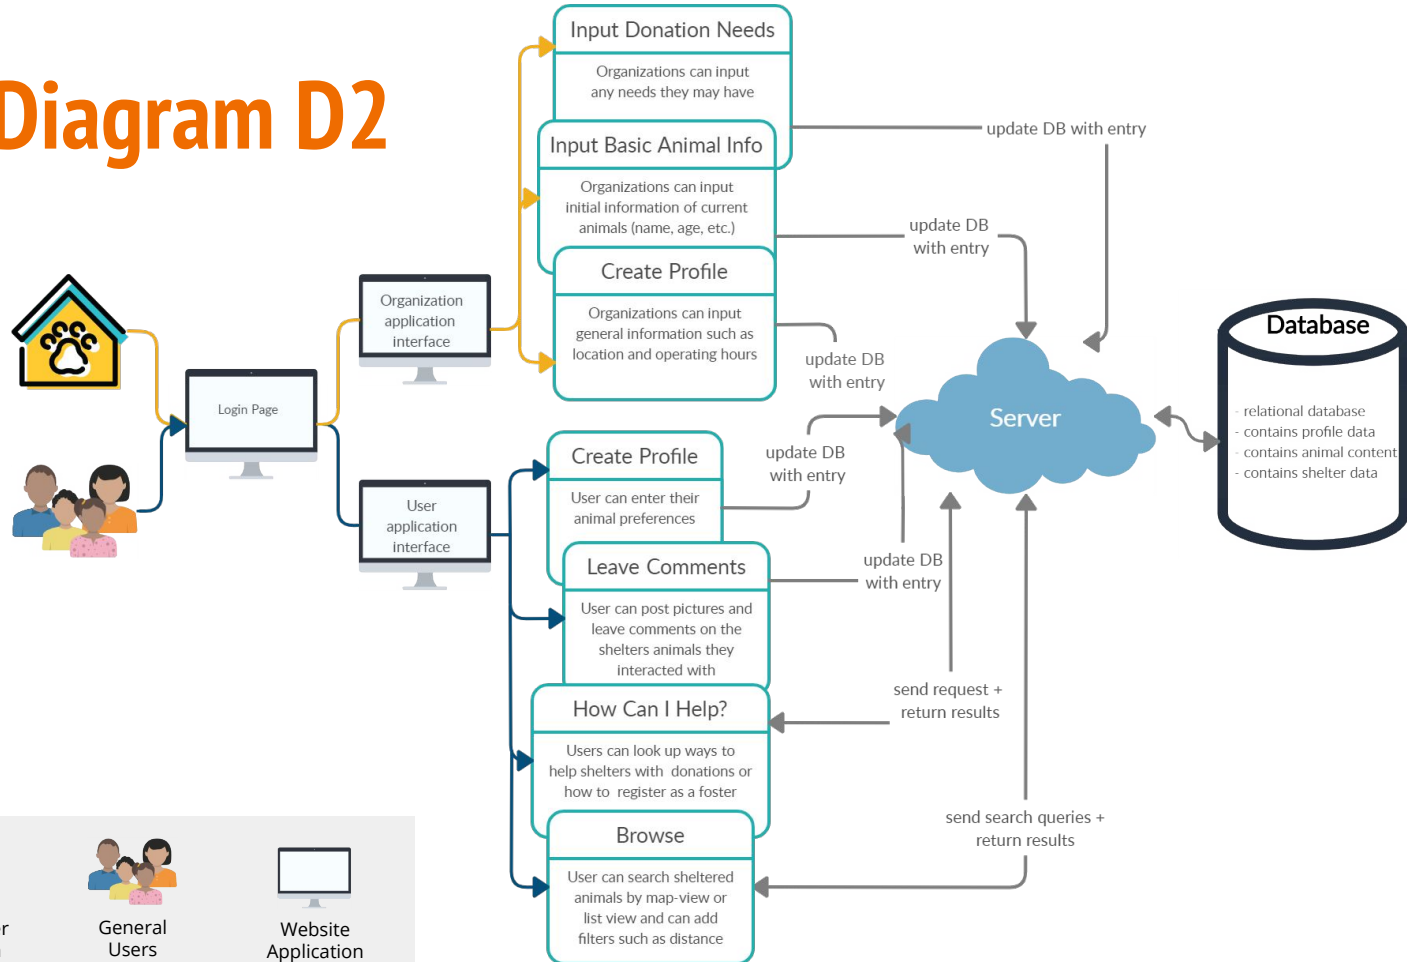 Diagram D2
Input Donation Needs
Organizations can input
any needs they may have
update DB with entry
Input Basic Animal Info
Organizations can input
initial information of current
animals (name, age, etc.)
update DB
with entry
Create Profile
Organizations can input
general information such as
location and operating hours
update DB
with entry
Organization
application
interface
Login Page
User
application
interface
Create Profile
User can enter their
animal preferences
update DB
with entry
Leave Comments
User can post pictures and
leave comments on the
shelters animals they
interacted with
update DB
with entry
How Can I Help?
Users can look up ways to
help shelters with donations or
how to register as a foster
send request +
return results
Browse
User can search sheltered
animals by map-view or
list view and can add
filters such as distance
send search queries +
return results
Server
Database
- relational database
- contains profile data
- contains animal content
- contains shelter data
General
Users
Website
Application